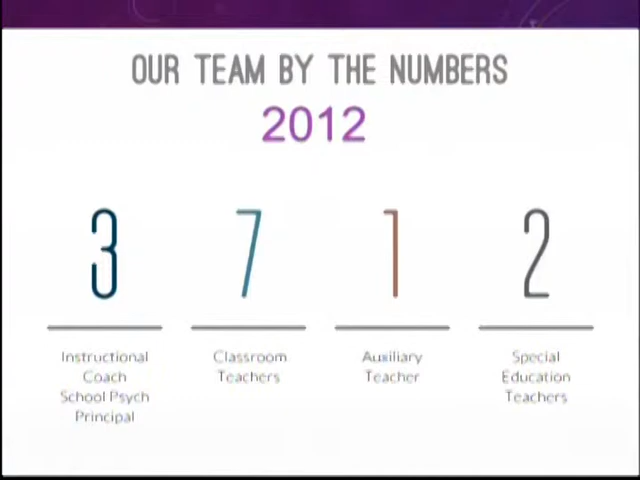 OUR TEAM BY THE NUMBERS
2012
3
7
1
2
Instructional
Coach
School Psych
Principal
Classroom
Teachers
Auxiliary
Teacher
Special
Education
Teachers